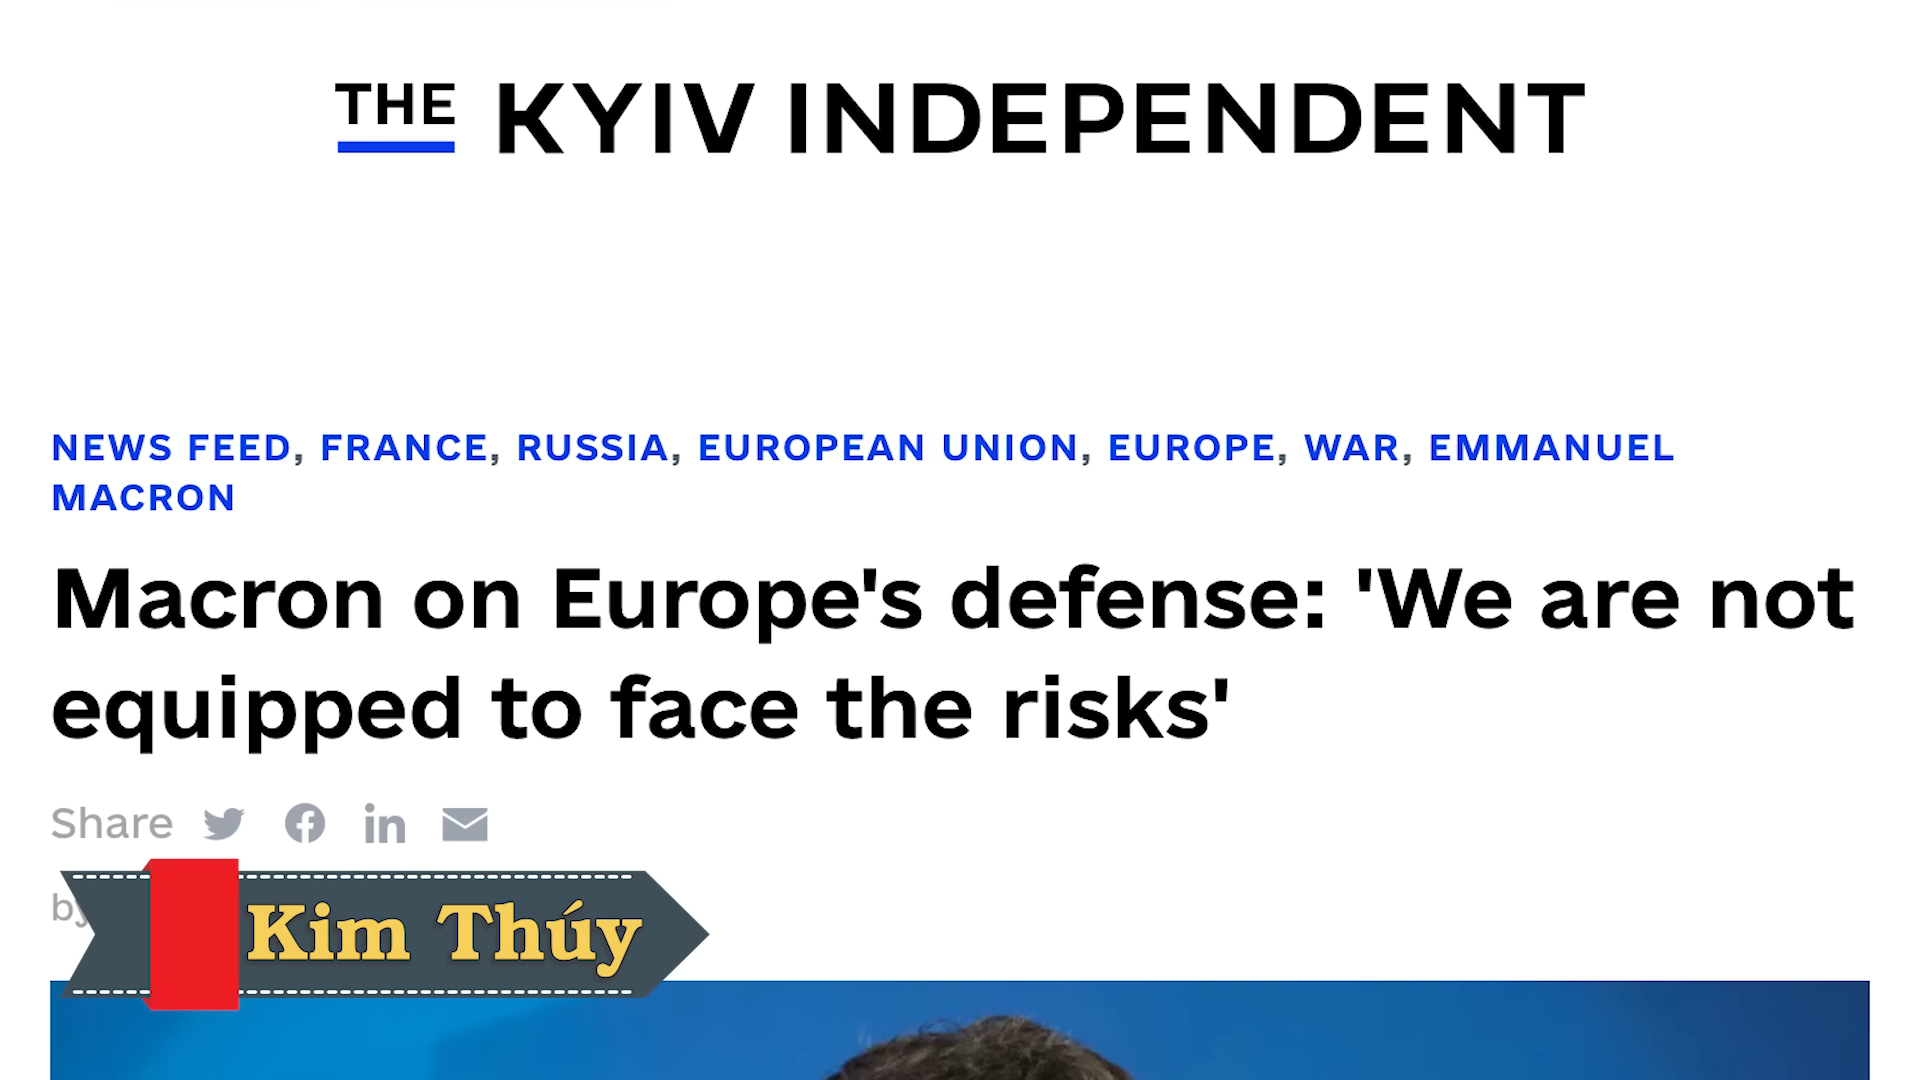 THE KYIV INDEPENDENT
NEWS FEED, FRANCE, RUSSIA, EUROPEAN UNION, EUROPE, WAR, EMMANUEL
MACRON
Macron on Europe's defense: 'We are not
equipped to face the risks'
Share
by
Kim Thúy